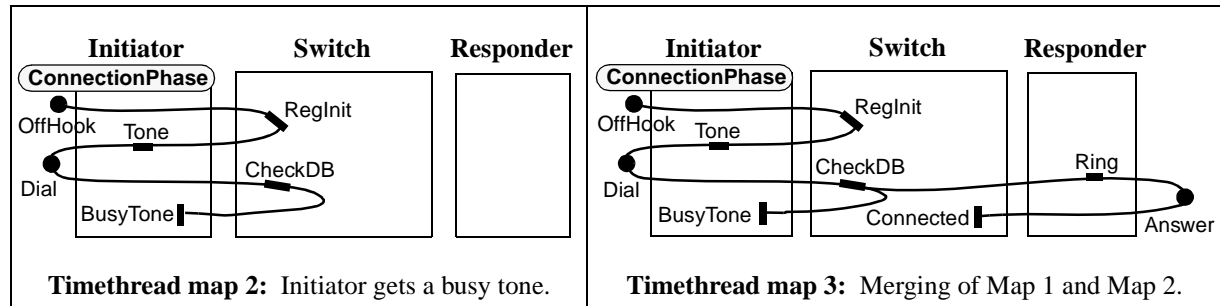 Initiator Switch Responder
ConnectionPhase
OffHook
RegInit
Tone
Dial
CheckDB
BusyTone
Timethread map 2: Initiator gets a busy tone.
Initiator Switch Responder
ConnectionPhase
OffHook
RegInit
Tone
Dial
CheckDB
Ring
BusyTone
Connected
Answer
Timethread map 3: Merging of Map 1 and Map 2.